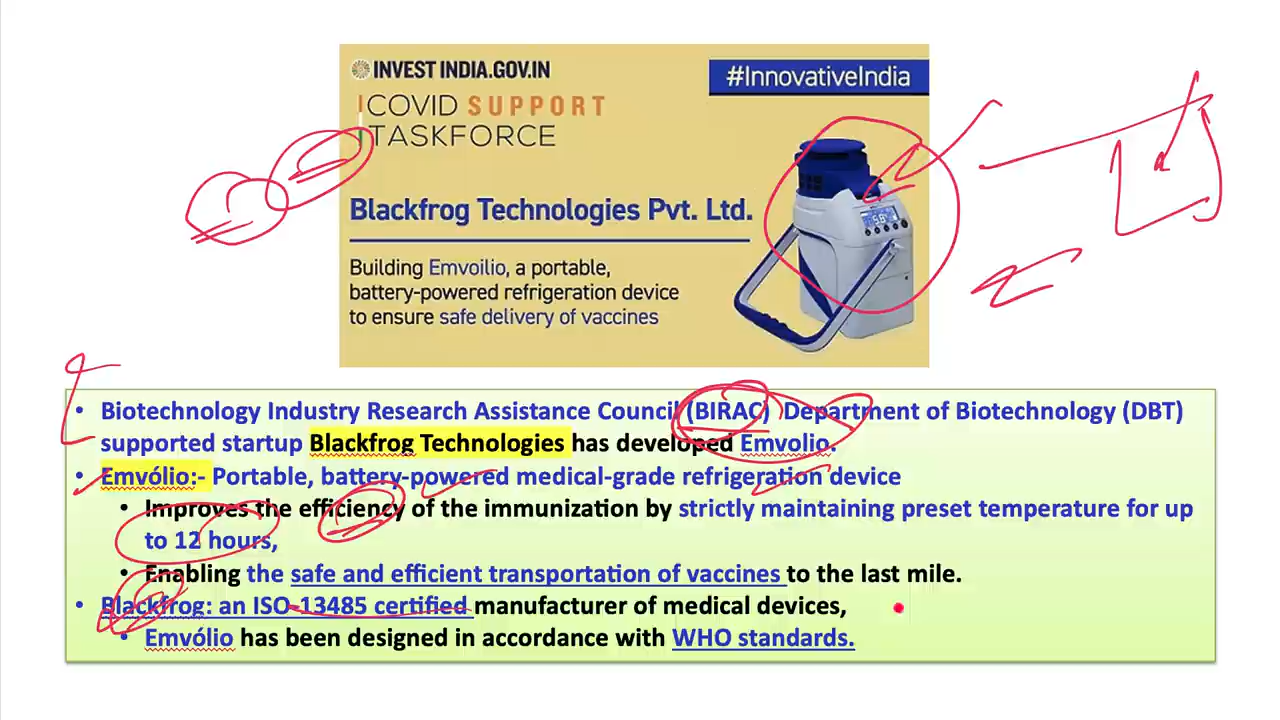 INVEST INDIA.GOV.IN
#InnovativeIndia
COVID SUPPORT
TASKFORCE
Blackfrog Technologies Pvt. Ltd.
Building Emvoilio, a portable,
battery-powered refrigeration device
to ensure safe delivery of vaccines
• Biotechnology Industry Research Assistance Council (BIRAC) Department of Biotechnology (DBT)
supported startup Blackfrog Technologies has developed Emvolio.
• Emvólio:- Portable, battery-powered medical-grade refrigeration device
• Improves the efficiency of the immunization by strictly maintaining preset temperature for up
to 12 hours,
• Enabling the safe and efficient transportation of vaccines to the last mile.
• Blackfrog: an ISO-13485 certified manufacturer of medical devices,
• Emvólio has been designed in accordance with WHO standards.